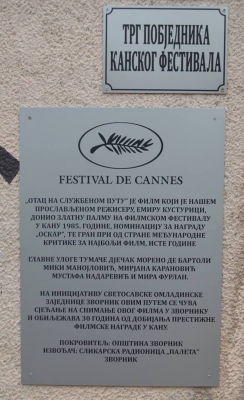 ТРГ ПОБЈЕДНИКА
КАНСКОГ ФЕСТИВАЛА
FESTIVAL DE CANNES
„ОТАЦ НА СЛУЖБЕНОМ ПУТУ“ ЈЕ ФИЛМ КОЈИ ЈЕ НАШЕМ
ПРОСЛАВЉЕНОМ РЕЖИСЕРУ, ЕМИРУ КУСТУРИЦИ,
ДОНИО ЗЛАТНУ ПАЛМУ НА ФИЛМСКОМ ФЕСТИВАЛУ
У КАНУ 1985. ГОДИНЕ, НОМИНАЦИЈУ ЗА НАГРАДУ
„ОСКАР“, ТЕ ГРАН ПРИ ОД СТРАНЕ МЕЂУНАРОДНЕ
КРИТИКЕ ЗА НАЈБОЉИ ФИЛМ, ИСТЕ ГОДИНЕ
ГЛАВНЕ УЛОГЕ ТУМАЧЕ ДЈЕЧАК МОРЕНО ДЕ БАРТОЛИ
МИКИ МАНОЈЛОВИЋ, МИРЈАНА КАРАНОВИЋ
МУСТАФА НАДАРЕВИЋ И МИРА ФУРЛАН.
НА ИНИЦИЈАТИВУ СВЕТОСАВСКЕ ОМЛАДИНСКЕ
ЗАЈЕДНИЦЕ ЗВОРНИК ОВИМ ПУТЕМ СЕ ЧУВА
СЈЕЋАЊЕ НА СНИМАЊЕ ОВОГ ФИЛМА У ЗВОРНИКУ
И ОБИЉЕЖАВА 30 ГОДИНА ОД ДОБИЈАЊА ПРЕСТИЖНЕ
ФИЛМСКЕ НАГРАДЕ У КАНУ.
ПОКРОВИТЕЉ: ОПШТИНА ЗВОРНИК
ИЗВОЂАЧ: СЛИКАРСКА РАДИОНИЦА „ПАЛЕТА“
ЗВОРНИК